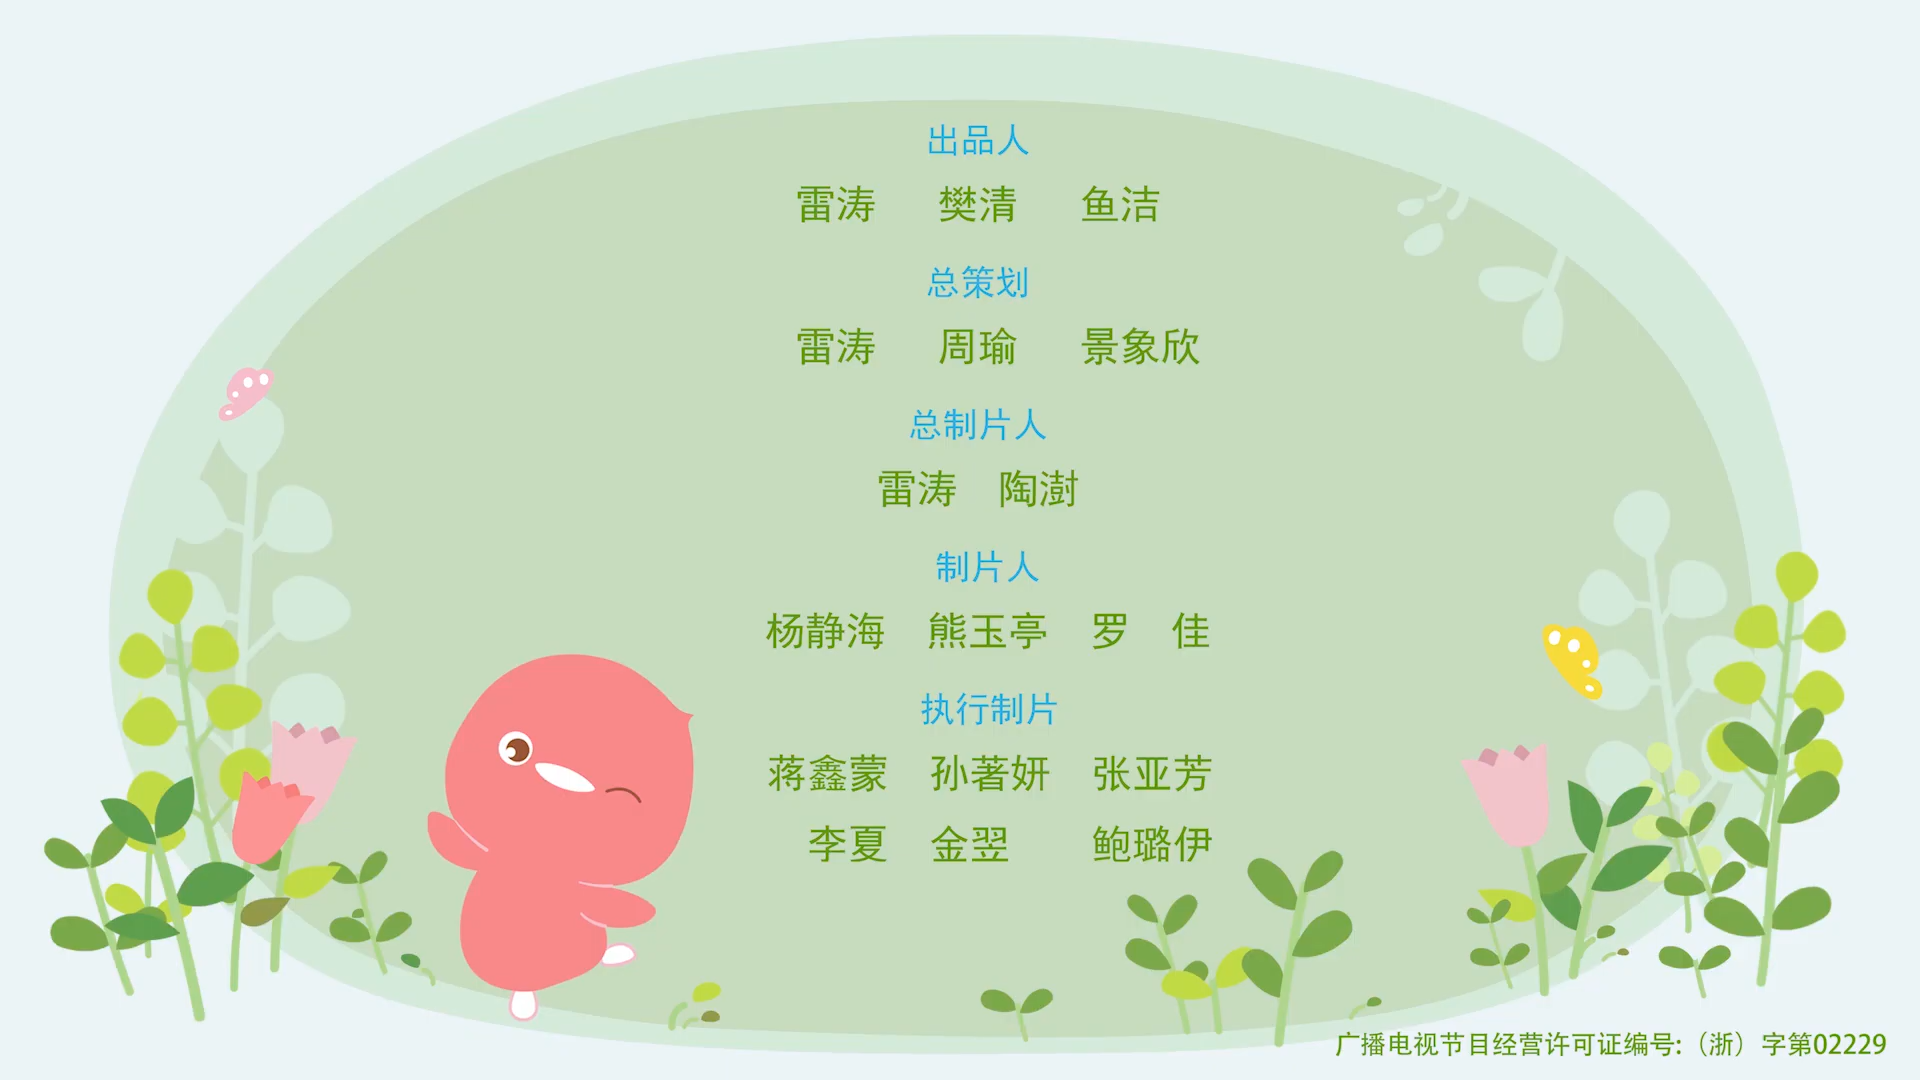 出品人
雷涛 樊清 鱼洁
总策划
雷涛 周瑜 景象欣
总制片人
雷涛 陶澍
制片人
杨静海 熊玉亭 罗 佳
执行制片
蒋鑫蒙 孙著妍 张亚芳
李夏 金翌 鲍璐伊
广播电视节目经营许可证编号:（浙）字第02229